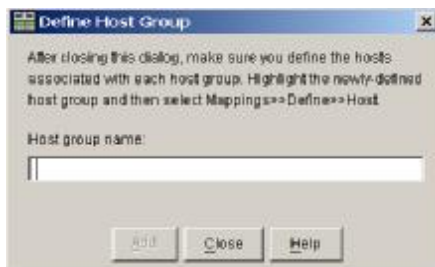 Define Host Group
After closing this dialog, make sure you define the hosts
associated with each host group. Highlight the newly-defined
host group and then select Mappings>>Define>>Host.
Host group name:
Add
Close
Help